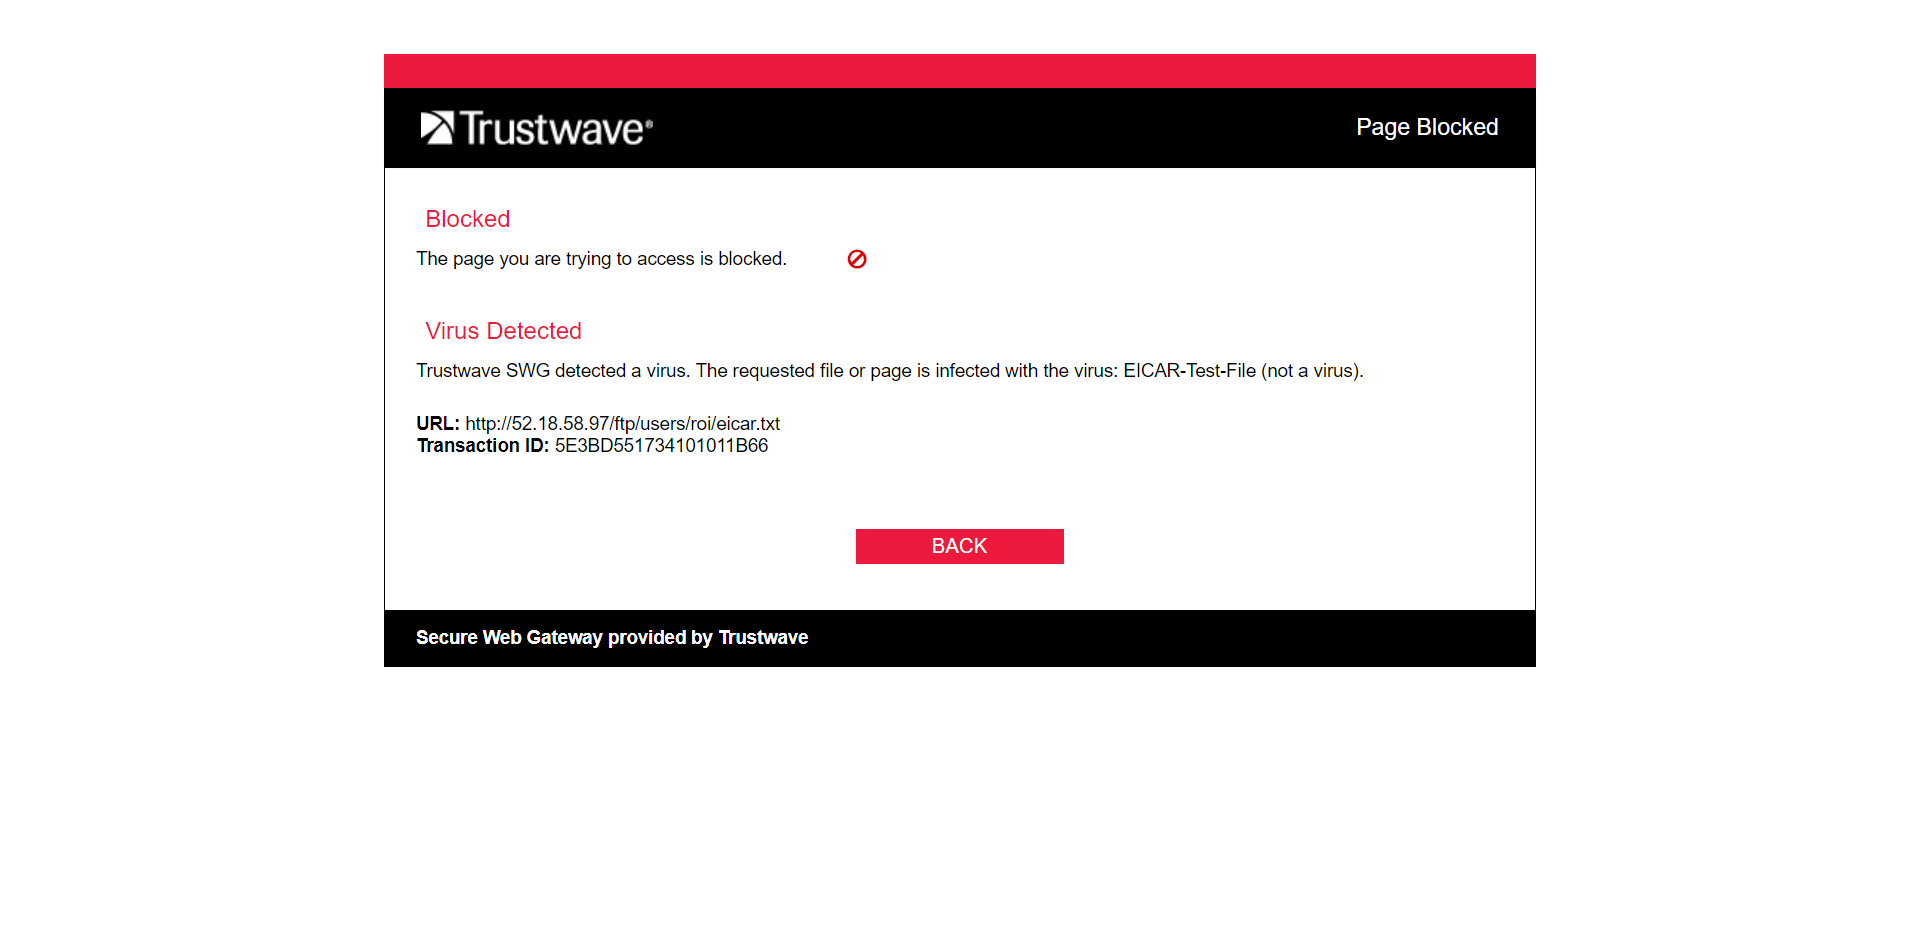 Trustwave®
Page Blocked
Blocked
The page you are trying to access is blocked.
Virus Detected
Trustwave SWG detected a virus. The requested file or page is infected with the virus: EICAR-Test-File (not a virus).
URL: http://52.18.58.97/ftp/users/roi/eicar.txt
Transaction ID: 5E3BD551734101011B66
BACK
Secure Web Gateway provided by Trustwave